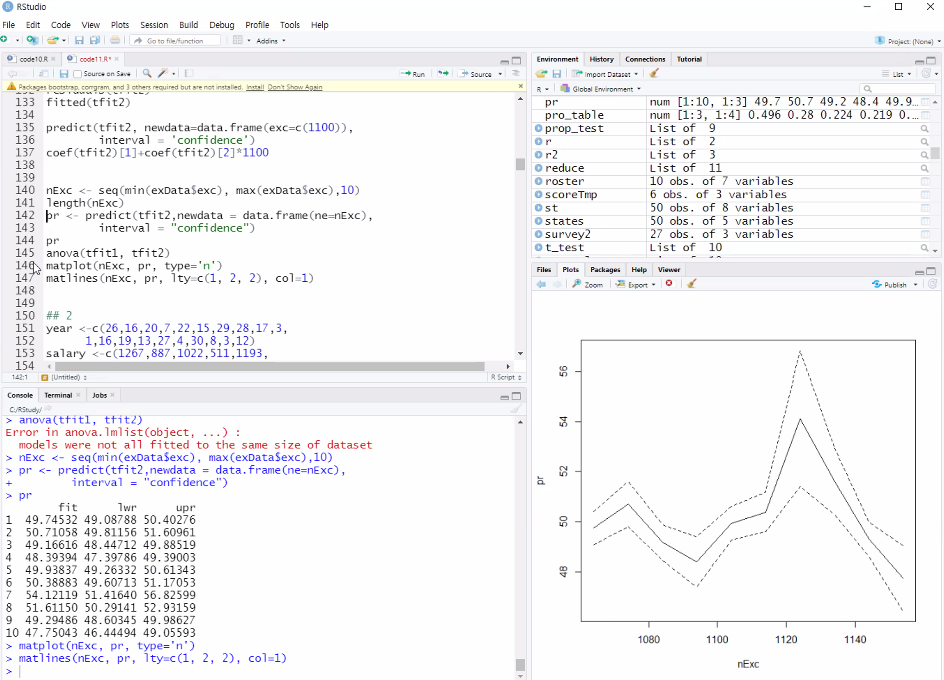 RStudio
File Edit Code View Plots Session Build Debug Profile Tools Help
Go to file/function Addins Project: (None)
code10.R code11.R*
Source on Save Run Source
Packages bootstrap, corrgram, and 3 others required but are not installed. Install Don't Show Again
133 fitted(tfit2)
134
135 predict(tfit2, newdata=data.frame(exc=c(1100)),
136 interval = 'confidence')
137 coef(tfit2)[1]+coef(tfit2)[2]*1100
138
139
140 nExc <- seq(min(exData$exc), max(exData$exc),10)
141 length(nExc)
142 pr <- predict(tfit2,newdata = data.frame(ne=nExc),
143 interval = "confidence")
144 pr
145 anova(tfit1, tfit2)
146 matplot(nExc, pr, type='n')
147 matlines(nExc, pr, lty=c(1, 2, 2), col=1)
148
149
150 ## 2
151 year <-c(26,16,20,7,22,15,29,28,17,3,
152 1,16,19,13,27,4,30,8,3,12)
153 salary <-c(1267,887,1022,511,1193,
154
142:1 (Untitled) R Script
Console Terminal Jobs
C:/RStudy/
> anova(tfit1, tfit2)
Error in anova.lmlist(object, ...) :
models were not all fitted to the same size of dataset
> nExc <- seq(min(exData$exc), max(exData$exc),10)
> pr <- predict(tfit2,newdata = data.frame(ne=nExc),
+ interval = "confidence")
> pr
fit lwr upr
1 49.74532 49.08788 50.40276
2 50.71058 49.81156 51.60961
3 49.16616 48.44712 49.88519
4 48.39394 47.39786 49.39003
5 49.93837 49.26332 50.61343
6 50.38883 49.60713 51.17053
7 54.12119 51.41640 56.82599
8 51.61150 50.29141 52.93159
9 49.29486 48.60345 49.98627
10 47.75043 46.44494 49.05593
> matplot(nExc, pr, type='n')
> matlines(nExc, pr, lty=c(1, 2, 2), col=1)
>
Environment History Connections Tutorial
Import Dataset List
R Global Environment
pr num [1:10, 1:3] 49.7 50.7 49.2 48.4 49.9...
pro_table num [1:3, 1:4] 0.496 0.28 0.224 0.219 0...
prop_test List of 9
r List of 2
r2 List of 3
reduce List of 11
roster 10 obs. of 7 variables
scoreTmp 6 obs. of 3 variables
st 50 obs. of 8 variables
states 50 obs. of 5 variables
survey2 27 obs. of 3 variables
t_test List of 10
Files Plots Packages Help Viewer
Zoom Export Publish
56
54
52
50
48
pr
1080 1100 1120 1140
nExc